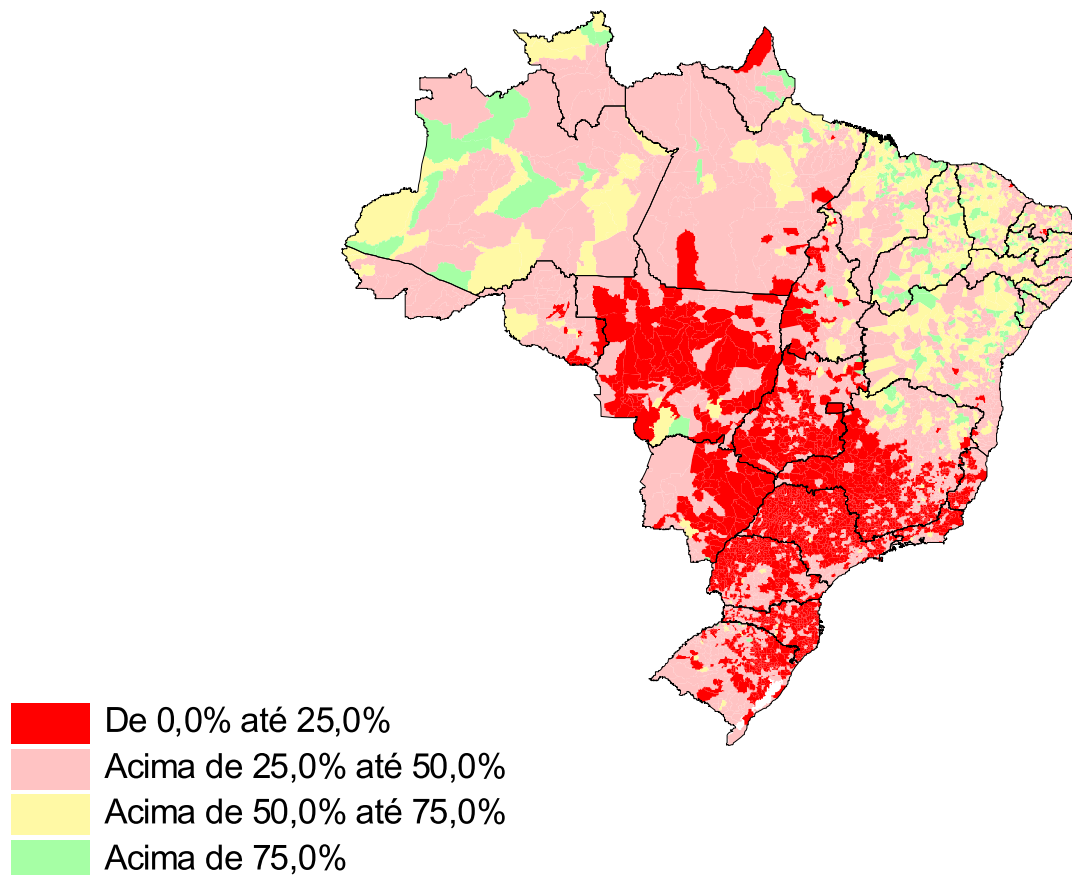 De 0,0% até 25,0%
Acima de 25,0% até 50,0%
Acima de 50,0% até 75,0%
Acima de 75,0%